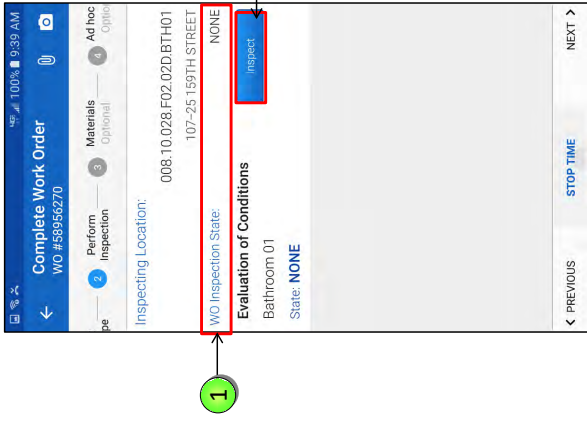 4G 100% 9:39 AM
Complete Work Order
WO #58956270
pe
2 Perform Inspection
3 Materials Optional
4 Ad hoc Option
Inspecting Location:
008.10.028.F02.02D.BTH01
107–25 159TH STREET
WO Inspection State: NONE
Evaluation of Conditions
Bathroom 01
Inspect
State: NONE
PREVIOUS STOP TIME NEXT
1